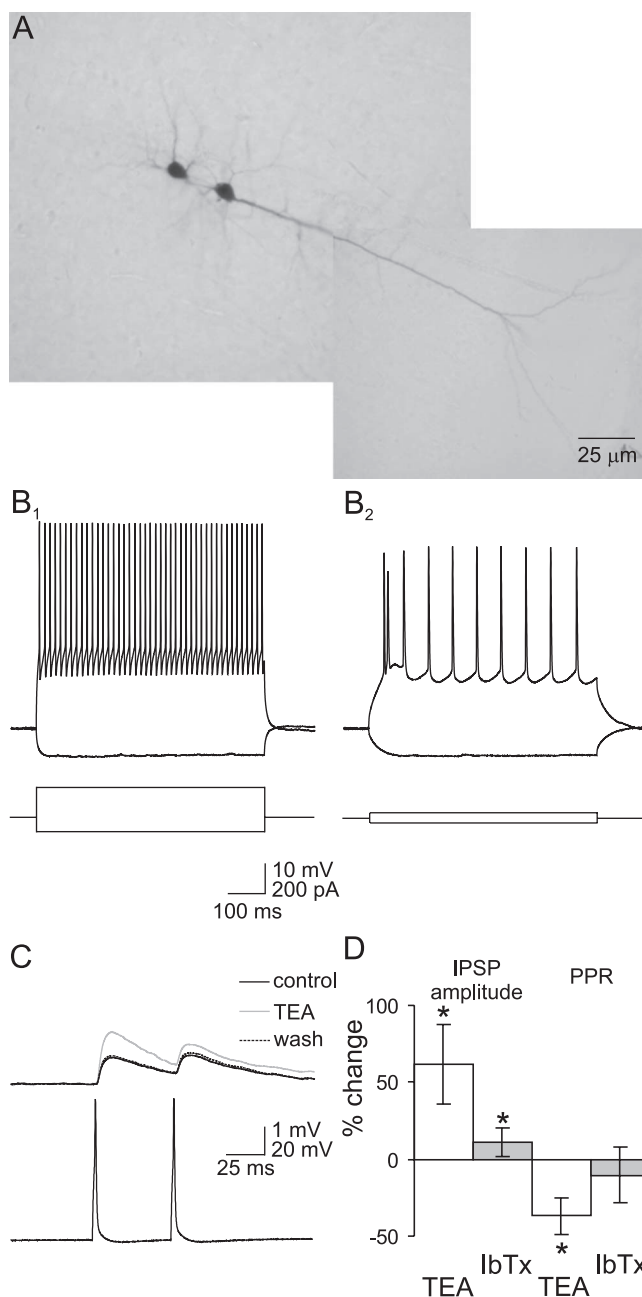 A
25 μm
B1
B2
10 mV
200 pA
100 ms
C
control
TEA
wash
1 mV
20 mV
25 ms
D
IPSP
amplitude
PPR
% change
100
50
0
-50
*
*
*
TEA
IbTx
TEA
IbTx